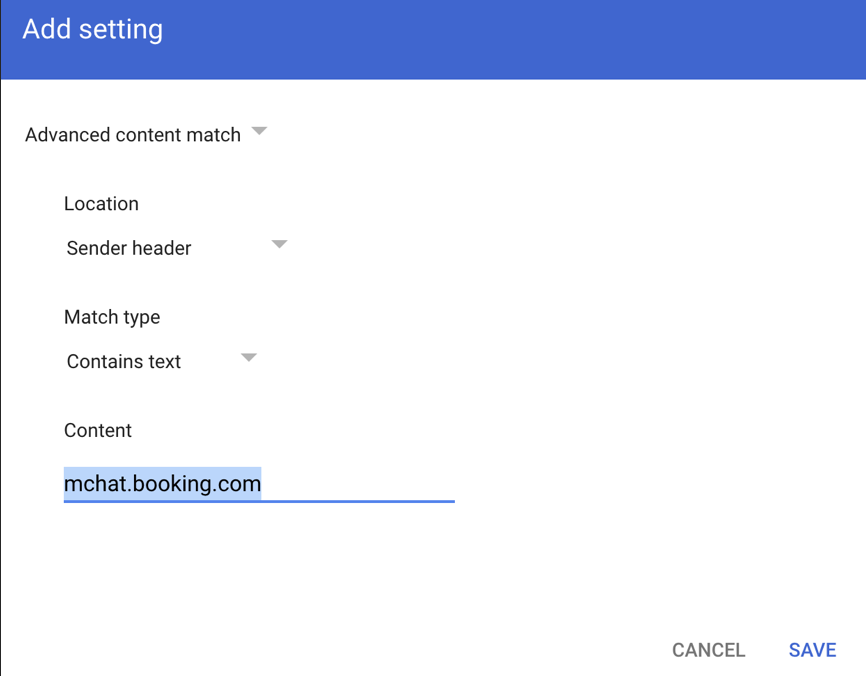 Add setting
Advanced content match
Location
Sender header
Match type
Contains text
Content
mchat.booking.com
CANCEL SAVE